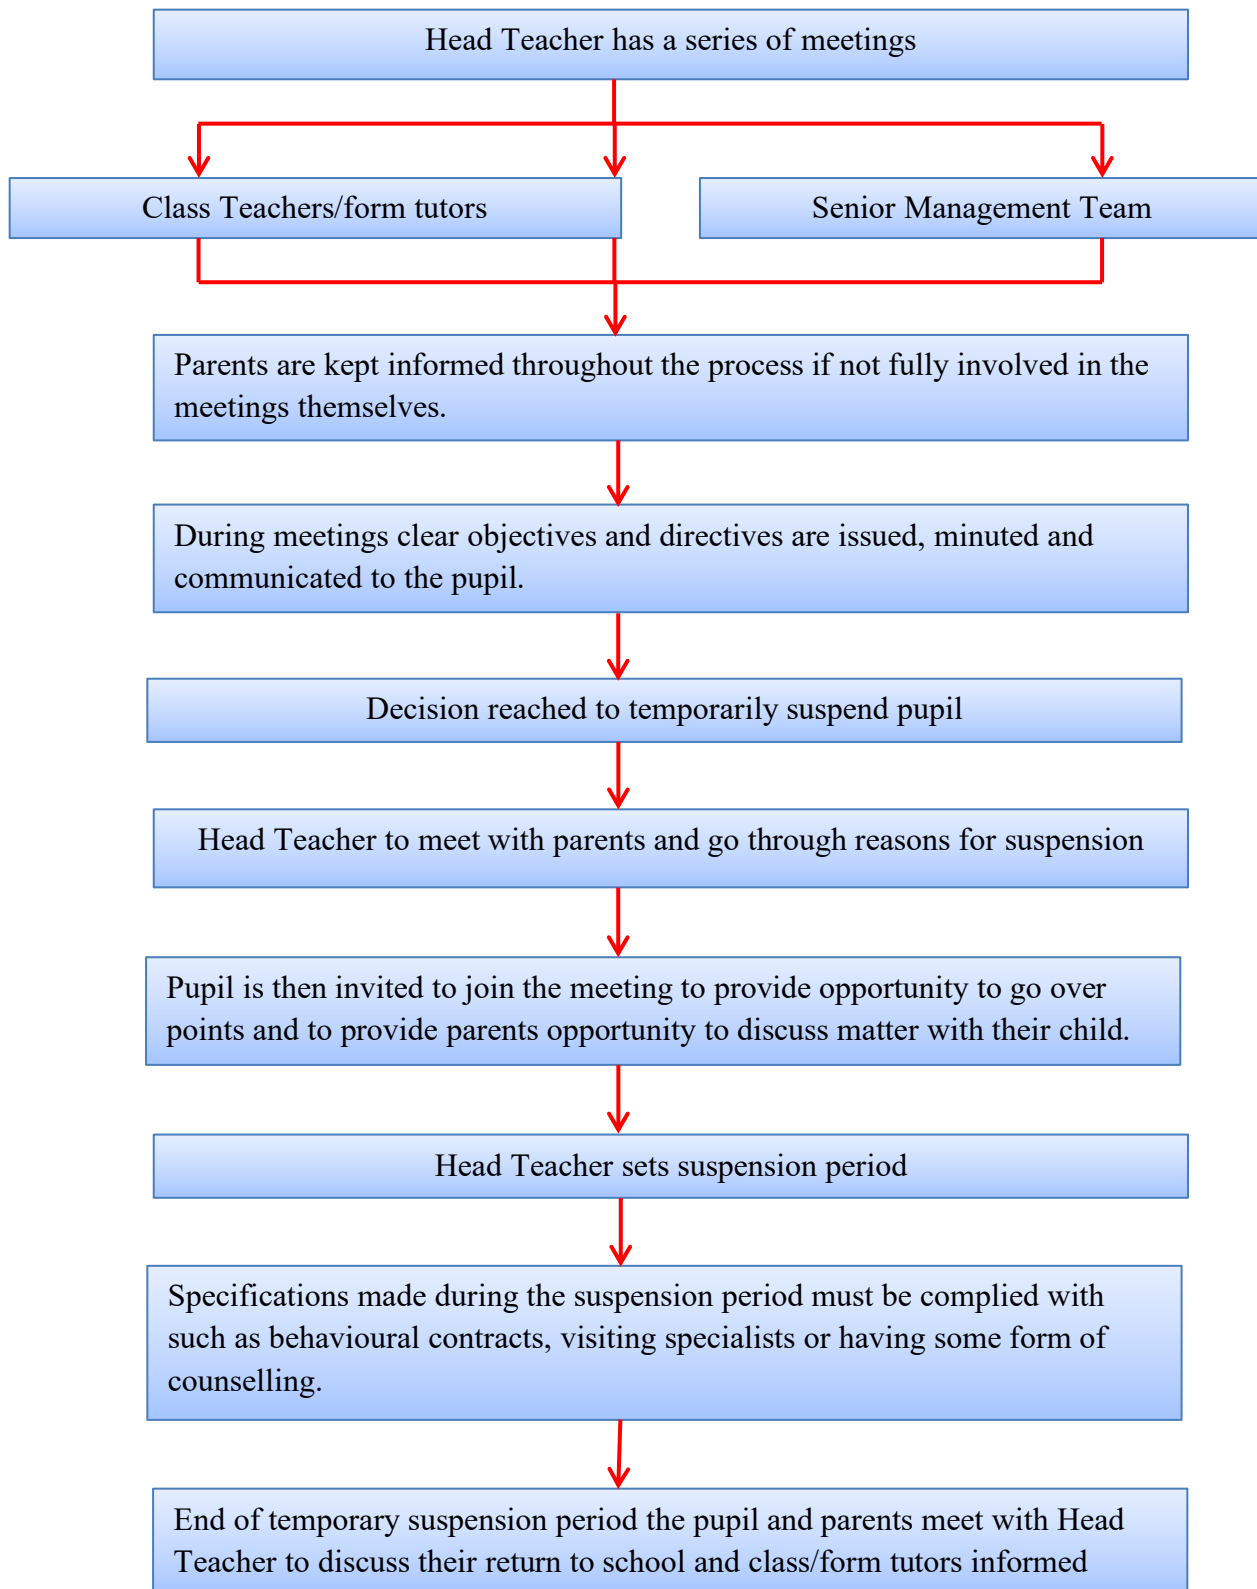 Head Teacher has a series of meetings
Class Teachers/form tutors
Senior Management Team
Parents are kept informed throughout the process if not fully involved in the
meetings themselves.
During meetings clear objectives and directives are issued, minuted and
communicated to the pupil.
Decision reached to temporarily suspend pupil
Head Teacher to meet with parents and go through reasons for suspension
Pupil is then invited to join the meeting to provide opportunity to go over
points and to provide parents opportunity to discuss matter with their child.
Head Teacher sets suspension period
Specifications made during the suspension period must be complied with
such as behavioural contracts, visiting specialists or having some form of
counselling.
End of temporary suspension period the pupil and parents meet with Head
Teacher to discuss their return to school and class/form tutors informed